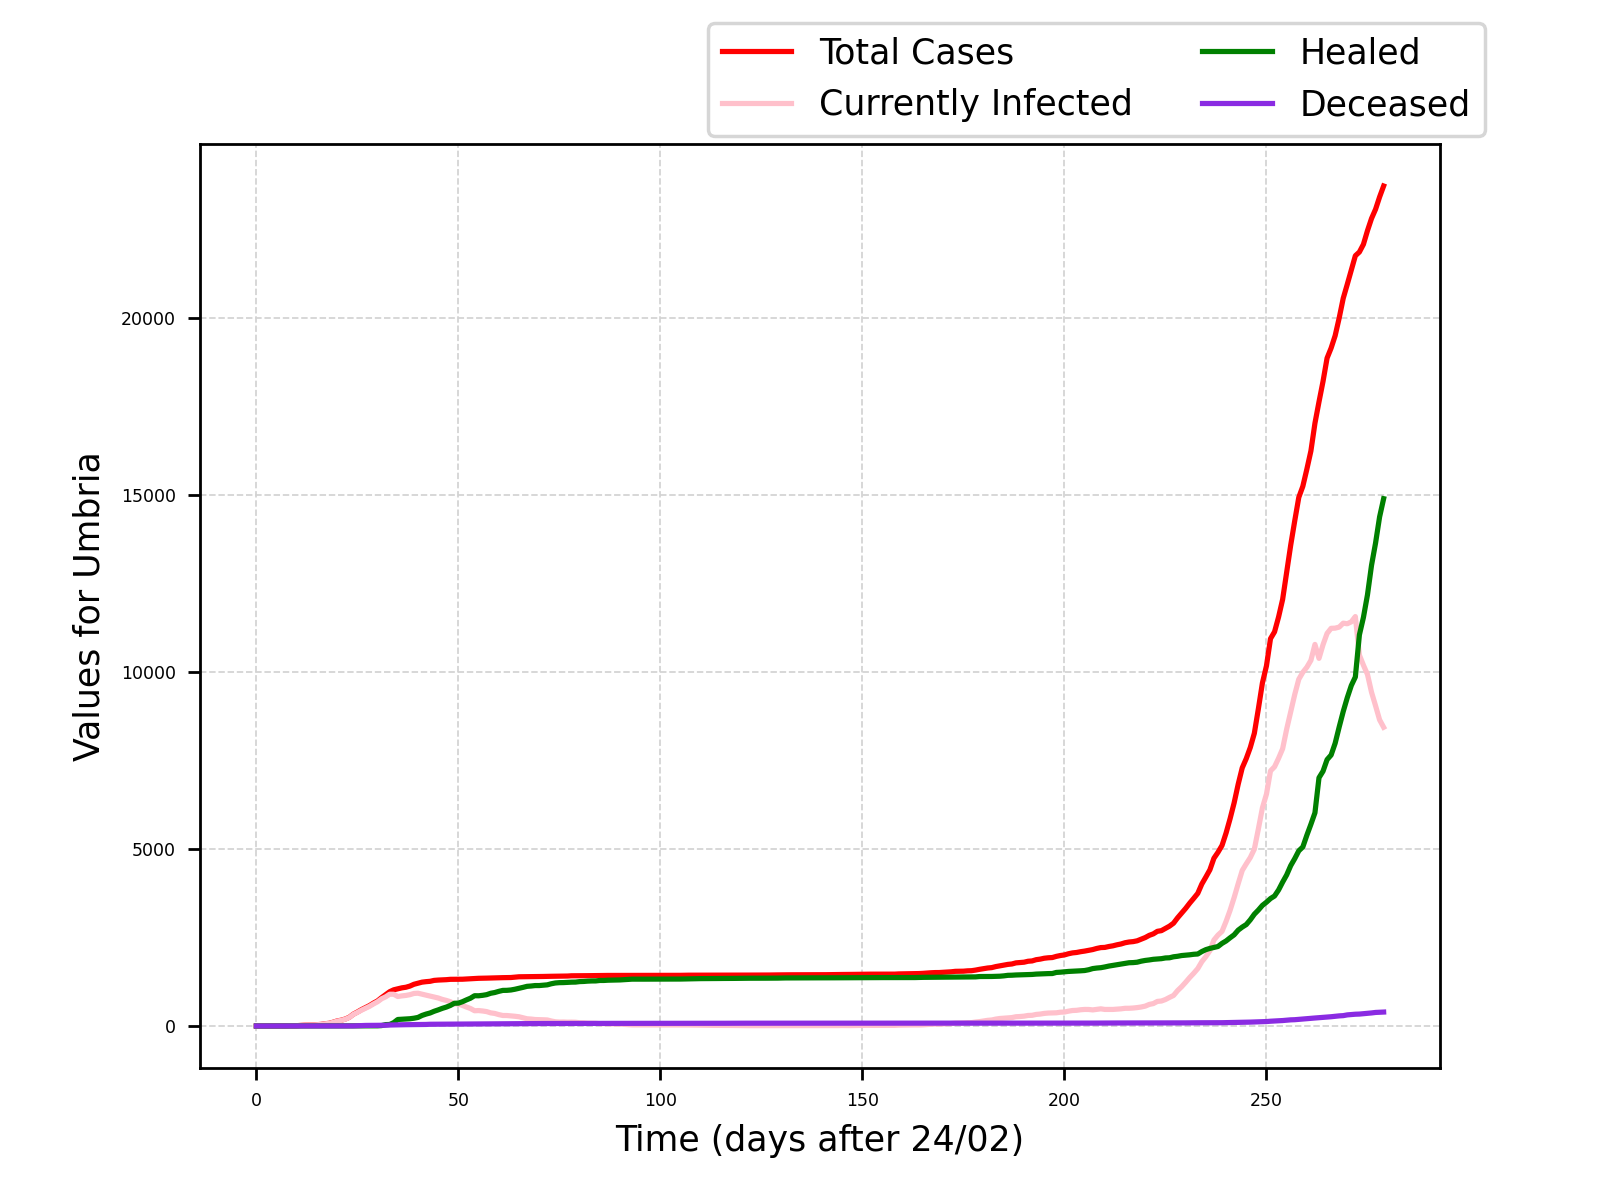 Total Cases
Currently Infected
Healed
Deceased
Values for Umbria
20000
15000
10000
5000
0
0 50 100 150 200 250
Time (days after 24/02)